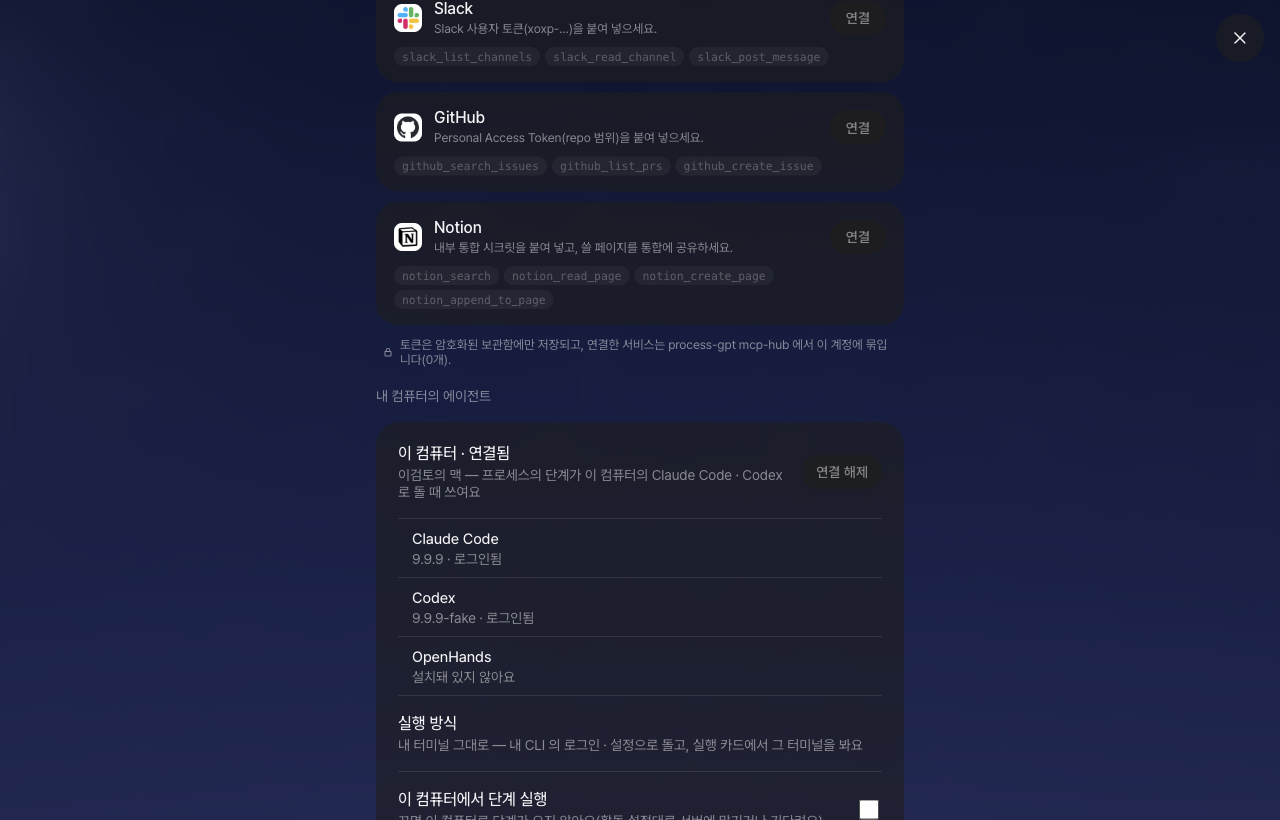 Slack
Slack 사용자 토큰(xoxp-…)을 붙여 넣으세요.
연결
slack_list_channels slack_read_channel slack_post_message
GitHub
Personal Access Token(repo 범위)을 붙여 넣으세요.
연결
github_search_issues github_list_prs github_create_issue
Notion
내부 통합 시크릿을 붙여 넣고, 쓸 페이지를 통합에 공유하세요.
연결
notion_search notion_read_page notion_create_page
notion_append_to_page
토큰은 암호화된 보관함에만 저장되고, 연결한 서비스는 process-gpt mcp-hub 에서 이 계정에 묶입
니다(0개).
내 컴퓨터의 에이전트
이 컴퓨터 · 연결됨
이검토의 맥 — 프로세스의 단계가 이 컴퓨터의 Claude Code · Codex
로 돌 때 쓰여요
연결 해제
Claude Code
9.9.9 · 로그인됨
Codex
9.9.9-fake · 로그인됨
OpenHands
설치돼 있지 않아요
실행 방식
내 터미널 그대로 — 내 CLI 의 로그인 · 설정으로 돌고, 실행 카드에서 그 터미널을 봐요
이 컴퓨터에서 단계 실행